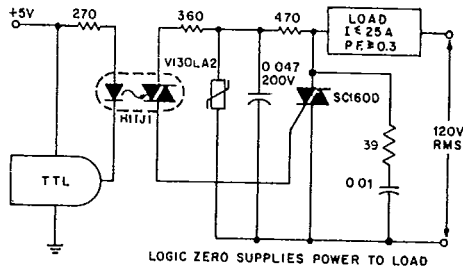 +5V
270
360
470
LOAD
I ≤ 25A
P.F. ≥ 0.3
V130LA2
0.047
200V
H11J1
SC160D
TTL
39
0.01
120V
RMS
LOGIC ZERO SUPPLIES POWER TO LOAD